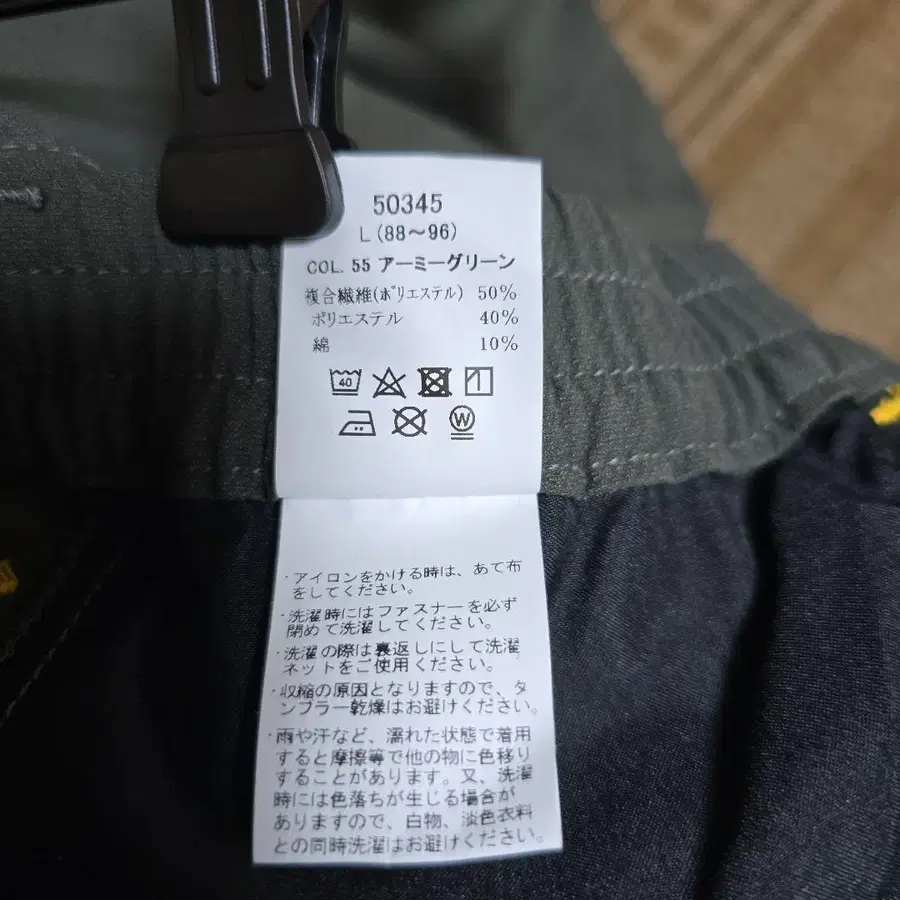 50345
L(88〜96)
COL. 55 アーミーグリーン
複合繊維(ポリエステル) 50%
ポリエステル 40%
綿 10%
40
W
・アイロンをかける時は、あて布
をしてください。
・洗濯時にはファスナーを必ず
閉めて洗濯してください。
・洗濯の際は裏返しにして洗濯
ネットをご使用ください。
・収縮の原因となりますので、タ
ンブラー乾燥はお避けください。
・雨や汗など、濡れた状態で着用
すると摩擦等で他の物に色移り
することがあります。又、洗濯
時には色落ちが生じる場合が
ありますので、白物、淡色衣料
との同時洗濯はお避けください。